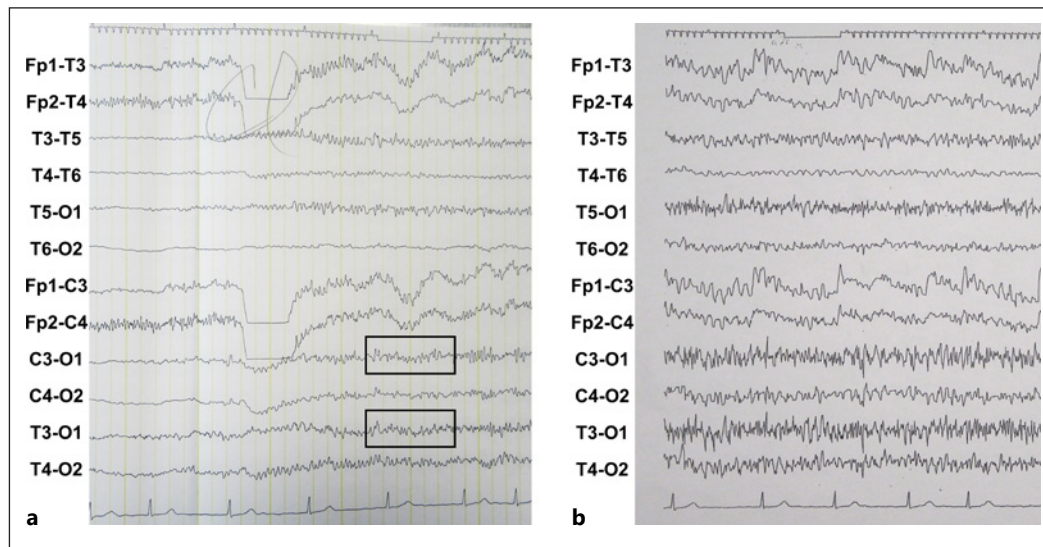 Fp1-T3
Fp2-T4
T3-T5
T4-T6
T5-O1
T6-O2
Fp1-C3
Fp2-C4
C3-O1
C4-O2
T3-O1
T4-O2
a
Fp1-T3
Fp2-T4
T3-T5
T4-T6
T5-O1
T6-O2
Fp1-C3
Fp2-C4
C3-O1
C4-O2
T3-O1
T4-O2
b